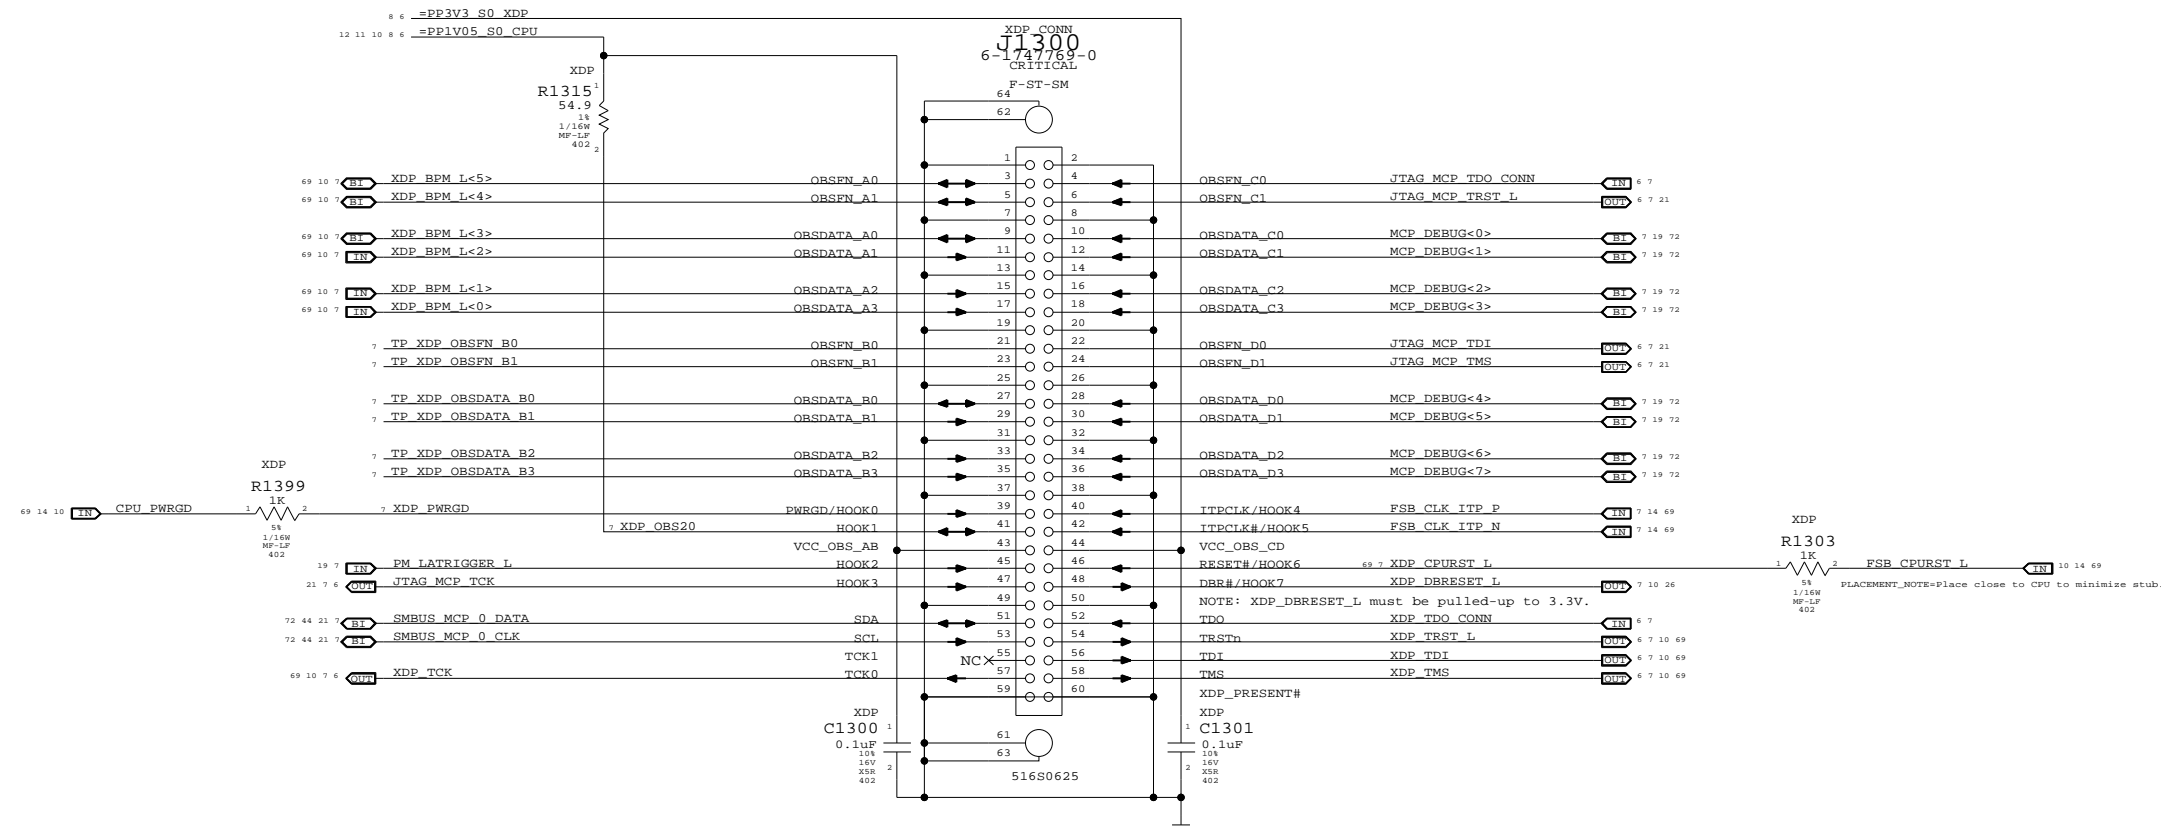 8 6 =PP3V3_S0_XDP
12 11 10 8 6 =PP1V05_S0_CPU
XDP_CONN
J1300
6-1747769-0
CRITICAL
F-ST-SM
XDP
R1315
54.9
1%
1/16W
MF-LF
402
1
2
64
62
1 2
69 10 7 BI XDP_BPM_L<5> OBSFN_A0 3 4 OBSFN_C0 JTAG_MCP_TDO_CONN IN 6 7
69 10 7 BI XDP_BPM_L<4> OBSFN_A1 5 6 OBSFN_C1 JTAG_MCP_TRST_L OUT 6 7 21
7 8
69 10 7 BI XDP_BPM_L<3> OBSDATA_A0 9 10 OBSDATA_C0 MCP_DEBUG<0> BI 7 19 72
69 10 7 IN XDP_BPM_L<2> OBSDATA_A1 11 12 OBSDATA_C1 MCP_DEBUG<1> BI 7 19 72
13 14
69 10 7 IN XDP_BPM_L<1> OBSDATA_A2 15 16 OBSDATA_C2 MCP_DEBUG<2> BI 7 19 72
69 10 7 IN XDP_BPM_L<0> OBSDATA_A3 17 18 OBSDATA_C3 MCP_DEBUG<3> BI 7 19 72
19 20
7 TP_XDP_OBSFN_B0 OBSFN_B0 21 22 OBSFN_D0 JTAG_MCP_TDI OUT 6 7 21
7 TP_XDP_OBSFN_B1 OBSFN_B1 23 24 OBSFN_D1 JTAG_MCP_TMS OUT 6 7 21
25 26
7 TP_XDP_OBSDATA_B0 OBSDATA_B0 27 28 OBSDATA_D0 MCP_DEBUG<4> BI 7 19 72
7 TP_XDP_OBSDATA_B1 OBSDATA_B1 29 30 OBSDATA_D1 MCP_DEBUG<5> BI 7 19 72
31 32
7 TP_XDP_OBSDATA_B2 OBSDATA_B2 33 34 OBSDATA_D2 MCP_DEBUG<6> BI 7 19 72
7 TP_XDP_OBSDATA_B3 OBSDATA_B3 35 36 OBSDATA_D3 MCP_DEBUG<7> BI 7 19 72
37 38
XDP
R1399
1K
69 14 10 IN CPU_PWRGD 1 2 7 XDP_PWRGD PWRGD/HOOK0 39 40 ITPCLK/HOOK4 FSB_CLK_ITP_P IN 7 14 69
5%
1/16W
MF-LF
402
7 XDP_OBS20 HOOK1 41 42 ITPCLK#/HOOK5 FSB_CLK_ITP_N IN 7 14 69
VCC_OBS_AB 43 44 VCC_OBS_CD
XDP
R1303
1K
19 7 IN PM_LATRIGGER_L HOOK2 45 46 RESET#/HOOK6 69 7 XDP_CPURST_L 1 2 FSB_CPURST_L IN 10 14 69
5%
1/16W
MF-LF
402
PLACEMENT_NOTE=Place close to CPU to minimize stub.
21 7 6 OUT JTAG_MCP_TCK HOOK3 47 48 DBR#/HOOK7 XDP_DBRESET_L OUT 7 10 26
49 50 NOTE: XDP_DBRESET_L must be pulled-up to 3.3V.
72 44 21 7 BI SMBUS_MCP_0_DATA SDA 51 52 TDO XDP_TDO_CONN IN 6 7
72 44 21 7 BI SMBUS_MCP_0_CLK SCL 53 54 TRSTn XDP_TRST_L OUT 6 7 10 69
TCK1 NC 55 56 TDI XDP_TDI OUT 6 7 10 69
69 10 7 6 OUT XDP_TCK TCK0 57 58 TMS XDP_TMS OUT 6 7 10 69
59 60 XDP_PRESENT#
XDP
C1300
0.1uF
10%
16V
X5R
402
1
2
61
63
516S0625
XDP
C1301
0.1uF
10%
16V
X5R
402
1
2